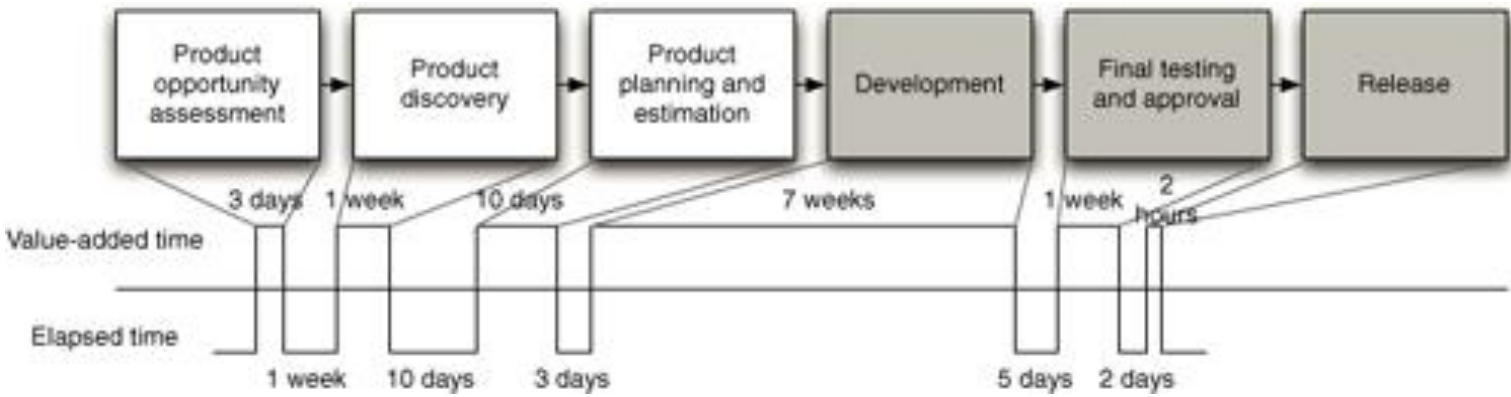 Product
opportunity
assessment
Product
discovery
Product
planning and
estimation
Development
Final testing
and approval
Release
3 days
1 week
10 days
7 weeks
1 week
2
hours
Value-added time
Elapsed time
1 week
10 days
3 days
5 days
2 days